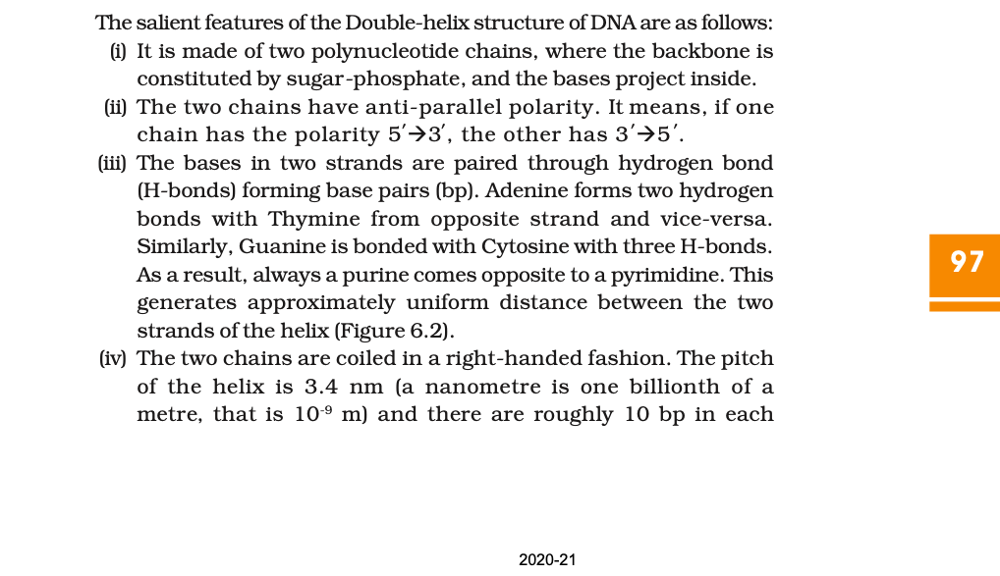 The salient features of the Double-helix structure of DNA are as follows:
(i) It is made of two polynucleotide chains, where the backbone is
constituted by sugar-phosphate, and the bases project inside.
(ii) The two chains have anti-parallel polarity. It means, if one
chain has the polarity 5′→3′, the other has 3′→5′.
(iii) The bases in two strands are paired through hydrogen bond
(H-bonds) forming base pairs (bp). Adenine forms two hydrogen
bonds with Thymine from opposite strand and vice-versa.
Similarly, Guanine is bonded with Cytosine with three H-bonds.
As a result, always a purine comes opposite to a pyrimidine. This
generates approximately uniform distance between the two
strands of the helix (Figure 6.2).
(iv) The two chains are coiled in a right-handed fashion. The pitch
of the helix is 3.4 nm (a nanometre is one billionth of a
metre, that is 10⁻⁹ m) and there are roughly 10 bp in each
97
2020-21